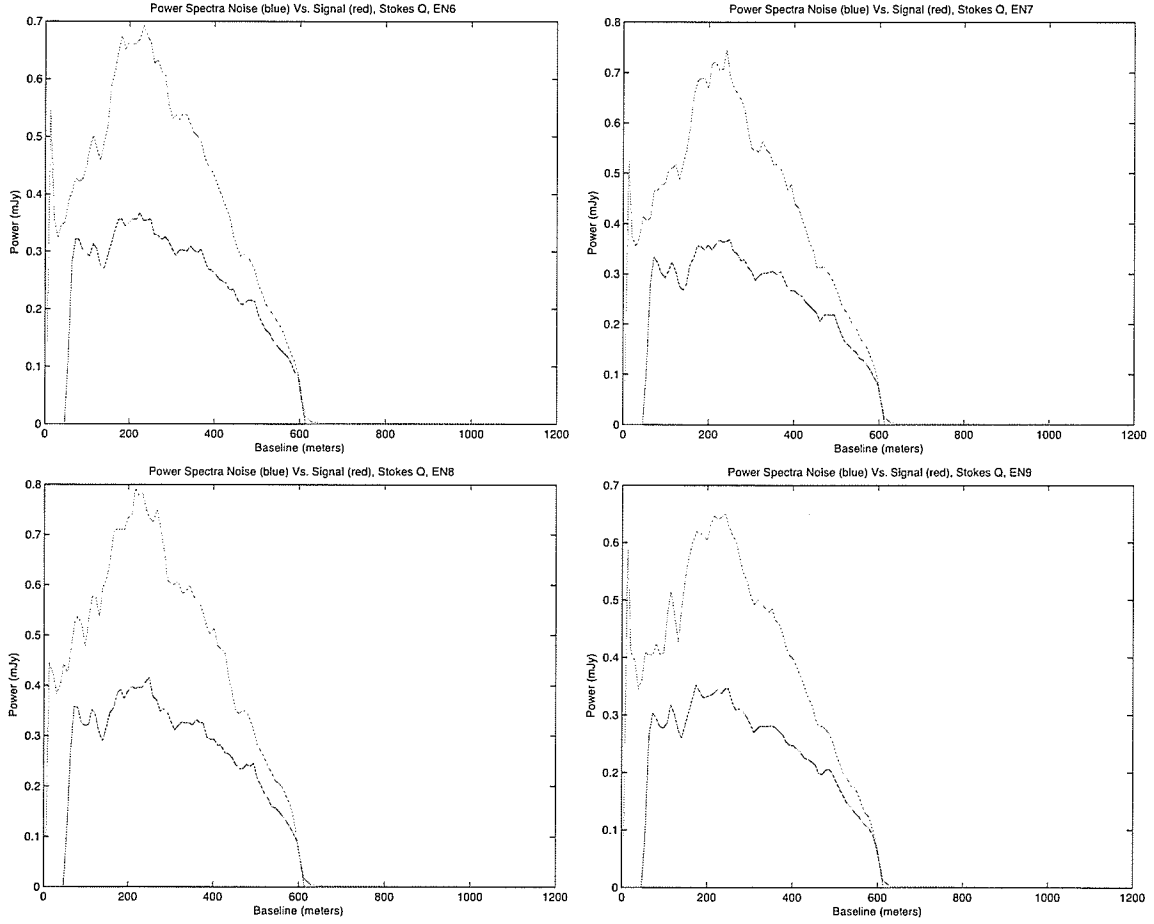 Power Spectra Noise (blue) Vs. Signal (red), Stokes Q, EN6
0.7
0.6
0.5
0.4
0.3
0.2
0.1
0
Power (mJy)
0 200 400 600 800 1000 1200
Baseline (meters)
Power Spectra Noise (blue) Vs. Signal (red), Stokes Q, EN7
0.8
0.7
0.6
0.5
0.4
0.3
0.2
0.1
0
Power (mJy)
0 200 400 600 800 1000 1200
Baseline (meters)
Power Spectra Noise (blue) Vs. Signal (red), Stokes Q, EN8
0.8
0.7
0.6
0.5
0.4
0.3
0.2
0.1
0
Power (mJy)
0 200 400 600 800 1000 1200
Baseline (meters)
Power Spectra Noise (blue) Vs. Signal (red), Stokes Q, EN9
0.7
0.6
0.5
0.4
0.3
0.2
0.1
0
Power (mJy)
0 200 400 600 800 1000 1200
Baseline (meters)